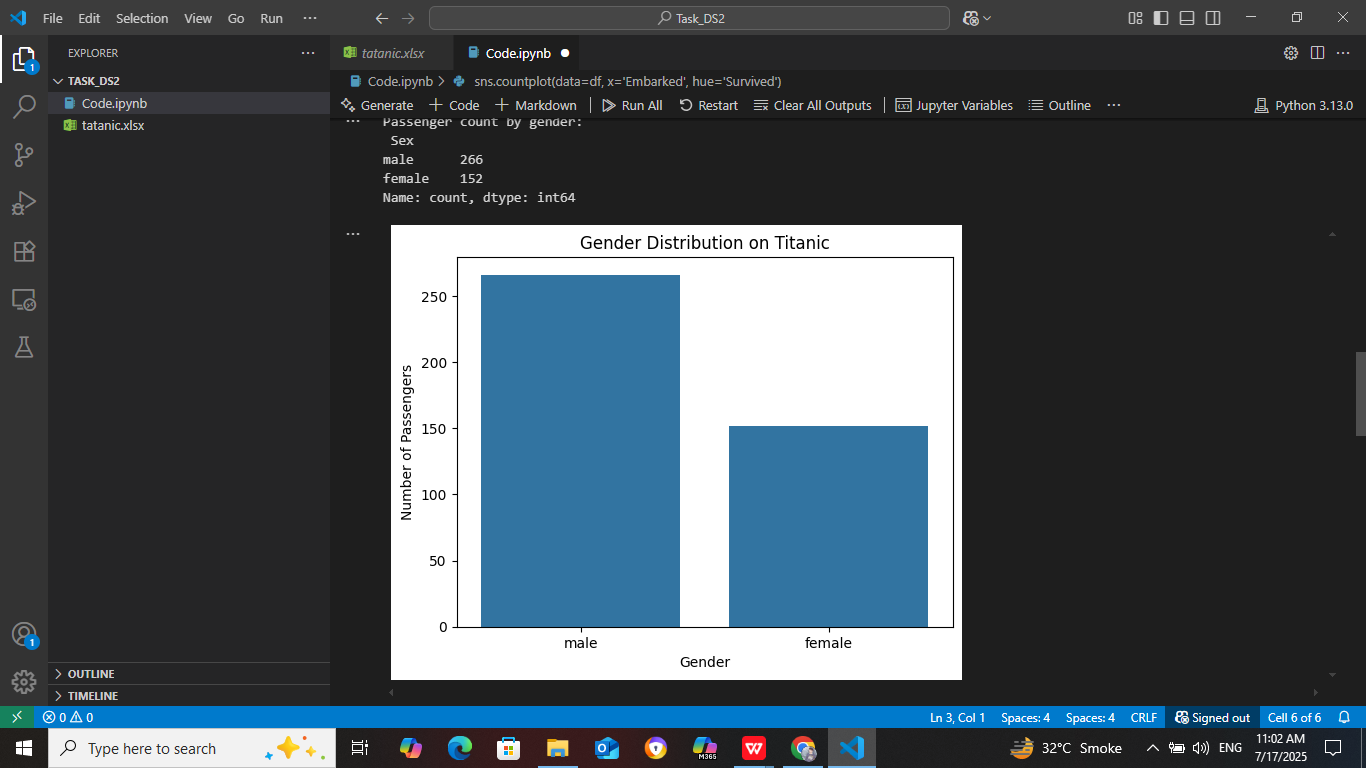 File Edit Selection View Go Run ···
Task_DS2
EXPLORER
TASK_DS2
Code.ipynb
tatanic.xlsx
tatanic.xlsx
Code.ipynb
Code.ipynb > sns.countplot(data=df, x='Embarked', hue='Survived')
Generate + Code + Markdown Run All Restart Clear All Outputs Jupyter Variables Outline ··· Python 3.13.0
Passenger count by gender:
Sex
male 266
female 152
Name: count, dtype: int64
Gender Distribution on Titanic
Number of Passengers
250
200
150
100
50
0
male female
Gender
1
1
OUTLINE
TIMELINE
0 0 Ln 3, Col 1 Spaces: 4 Spaces: 4 CRLF Signed out Cell 6 of 6
Type here to search
M365
W
32°C Smoke
ENG
11:02 AM
7/17/2025